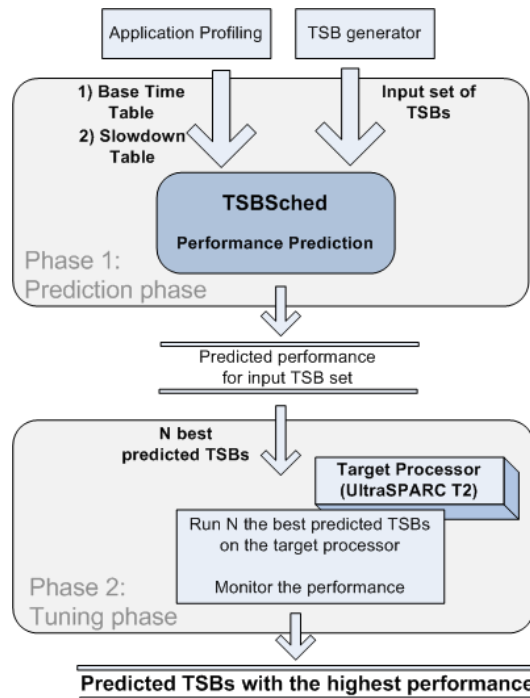 Application Profiling
TSB generator
1) Base Time
Table
2) Slowdown
Table
Input set of
TSBs
TSBSched
Performance Prediction
Phase 1:
Prediction phase
Predicted performance
for input TSB set
N best
predicted TSBs
Target Processor
(UltraSPARC T2)
Run N the best predicted TSBs
on the target processor
Monitor the performance
Phase 2:
Tuning phase
Predicted TSBs with the highest performance